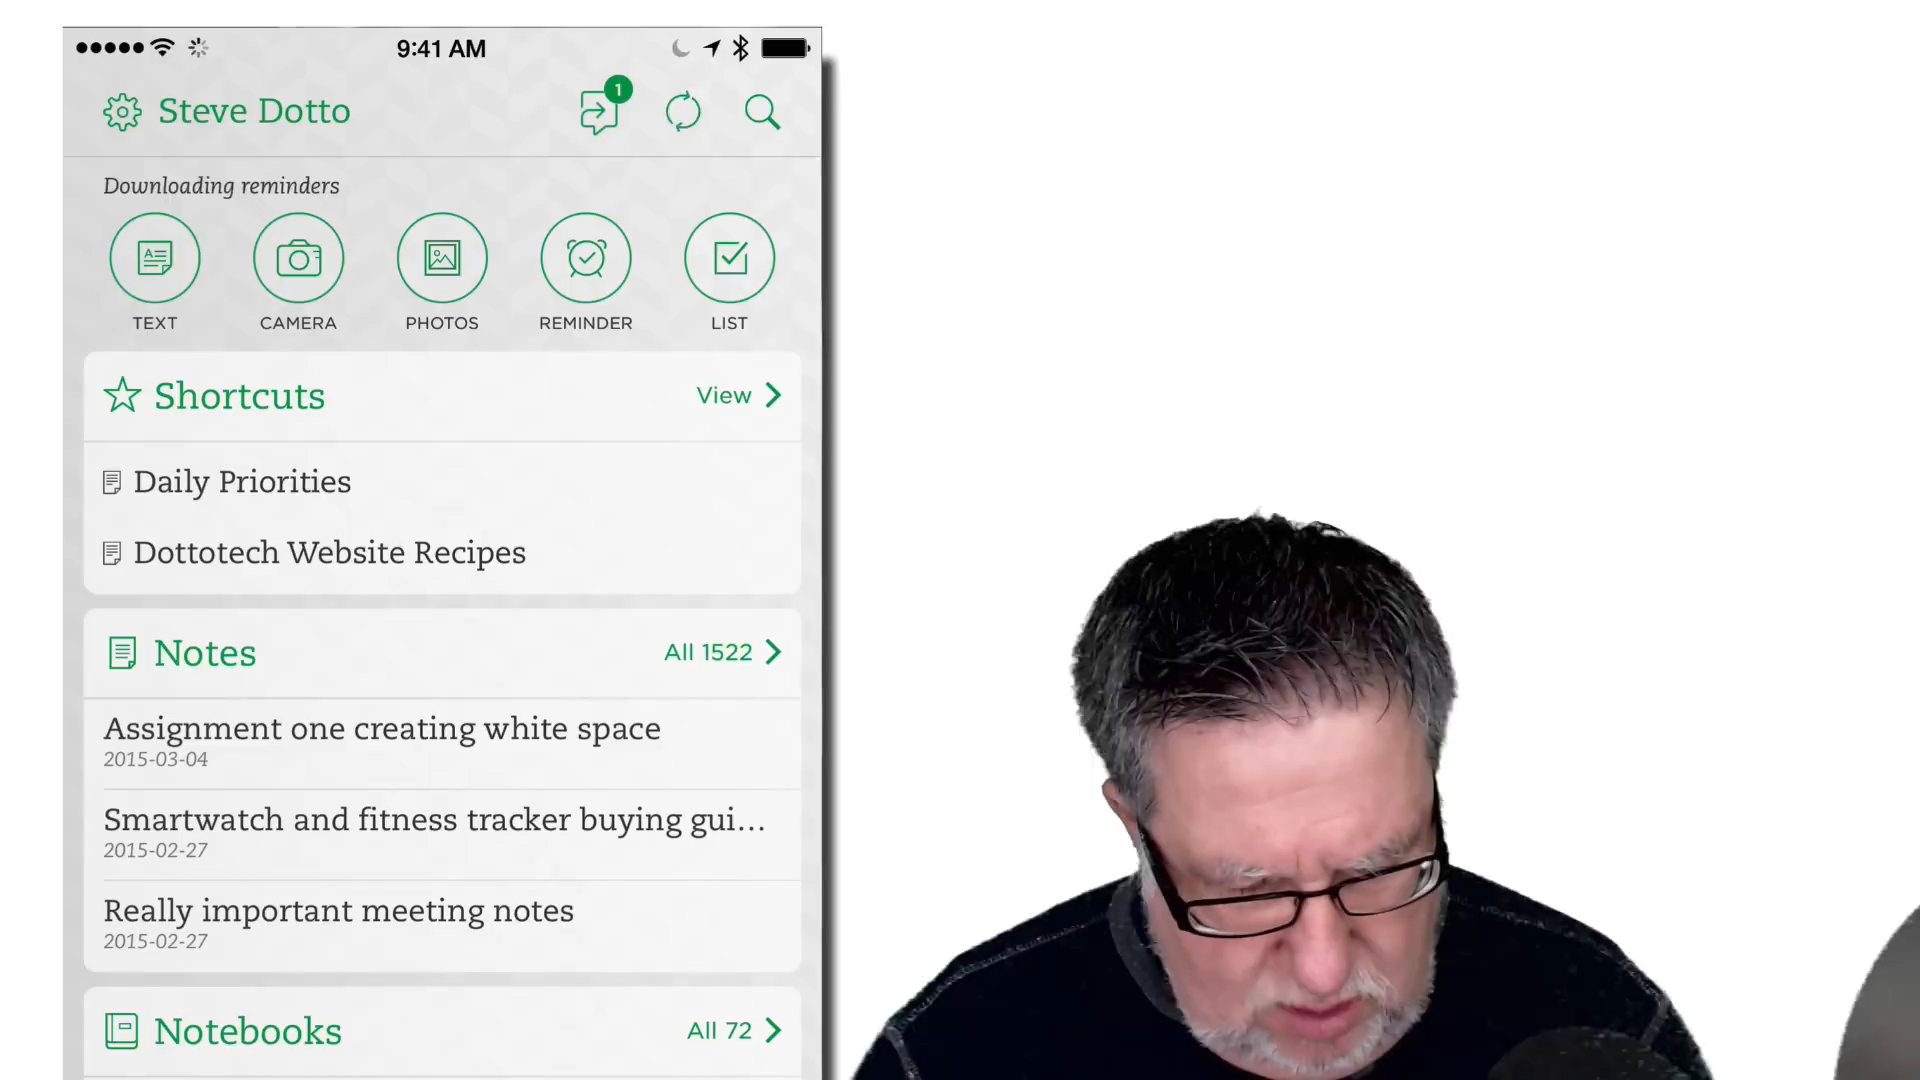 9:41 AM
Steve Dotto
1
Downloading reminders
TEXT
CAMERA
PHOTOS
REMINDER
LIST
Shortcuts
View
Daily Priorities
Dottotech Website Recipes
Notes
All 1522
Assignment one creating white space
2015-03-04
Smartwatch and fitness tracker buying gui...
2015-02-27
Really important meeting notes
2015-02-27
Notebooks
All 72